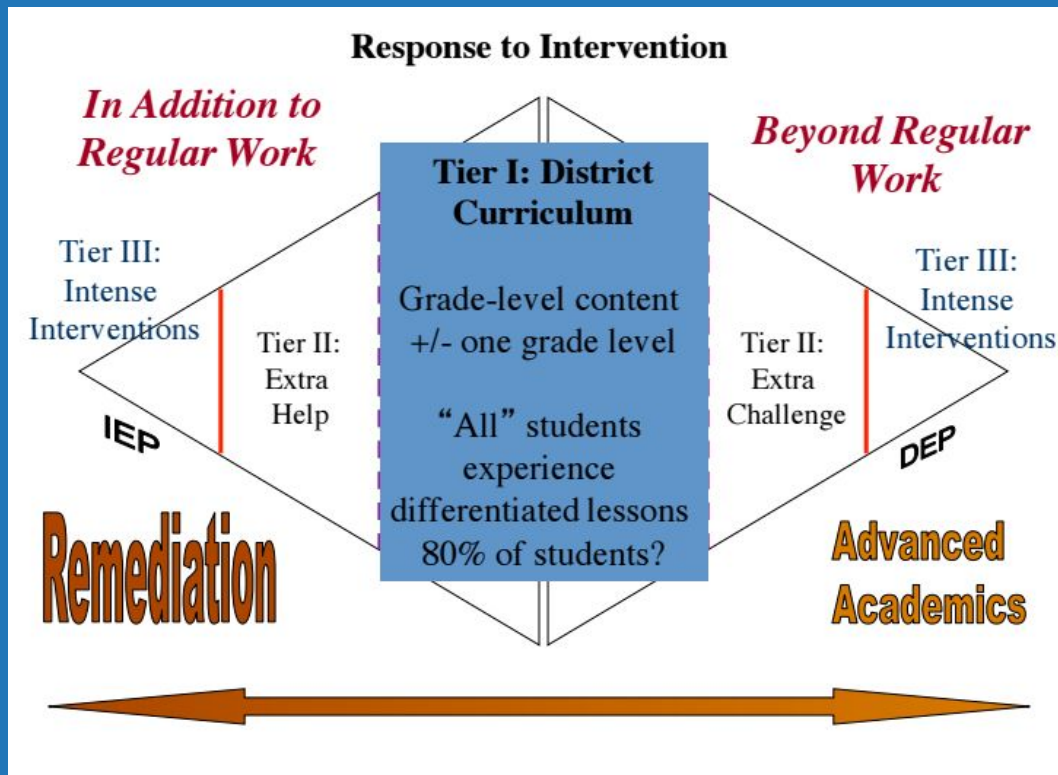 Response to Intervention
In Addition to
Regular Work
Beyond Regular
Work
Tier I: District
Curriculum
Grade-level content
+/- one grade level
“All” students
experience
differentiated lessons
80% of students?
Tier III:
Intense
Interventions
Tier II:
Extra
Help
Tier II:
Extra
Challenge
Tier III:
Intense
Interventions
IEP
DEP
Remediation
Advanced
Academics